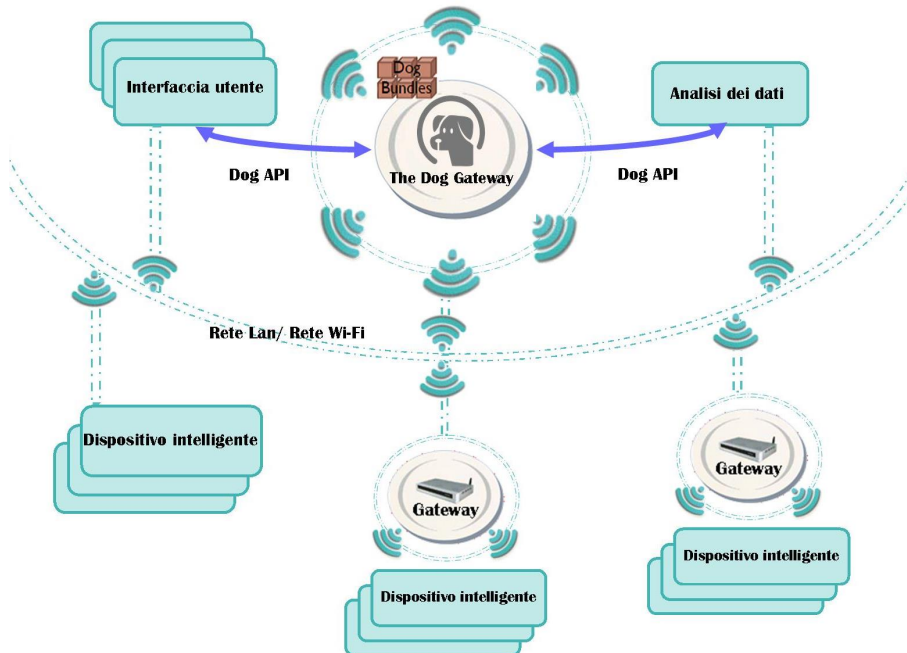 Dog
Bundles
Interfaccia utente
Analisi dei dati
The Dog Gateway
Dog API
Dog API
Rete Lan/ Rete Wi-Fi
Dispositivo intelligente
Gateway
Gateway
Dispositivo intelligente
Dispositivo intelligente